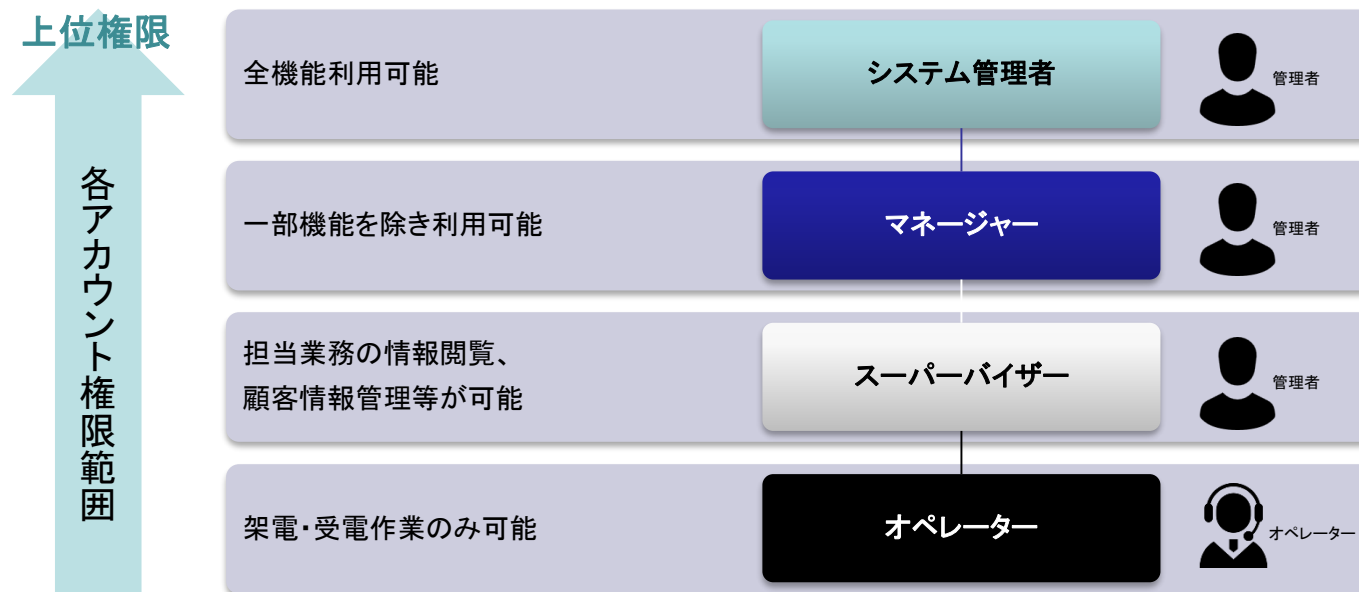 上位権限
各アカウント権限範囲
全機能利用可能
システム管理者
管理者
一部機能を除き利用可能
マネージャー
管理者
担当業務の情報閲覧、
顧客情報管理等が可能
スーパーバイザー
管理者
架電・受電作業のみ可能
オペレーター
オペレーター